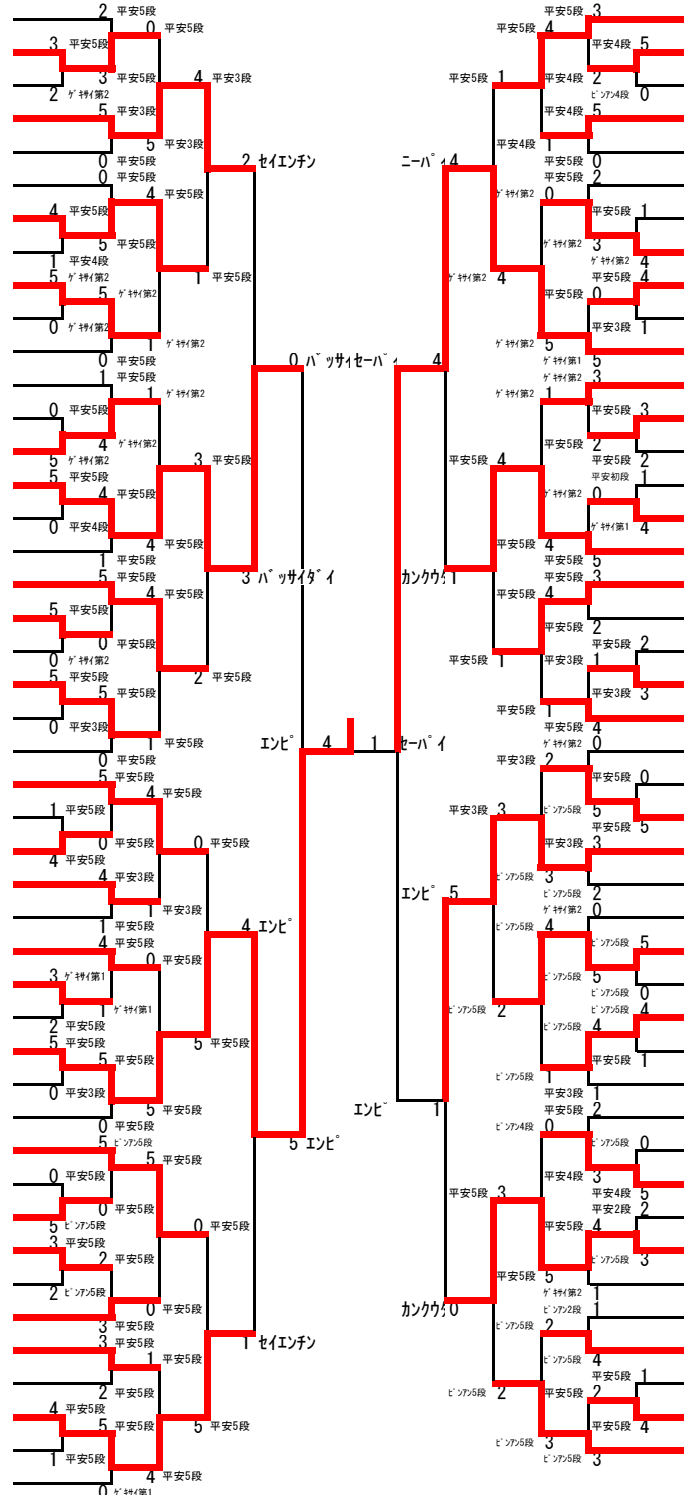 2 平安5段
0
3 平安5段
3 平安5段
4 平安3段
2 ｹﾞｷｻｲ第2
5 平安3段
5 平安3段
0 平安5段
2 セイエンチン
0 平安5段
4 平安5段
4 平安5段
5 平安5段
1 平安4段
1 平安5段
5 ｹﾞｷｻｲ第2
5 ｹﾞｷｻｲ第2
0 ｹﾞｷｻｲ第2
1 ｹﾞｷｻｲ第2
0 平安5段
0 バッサイ
1 平安5段
1 ｹﾞｷｻｲ第2
0 平安5段
4 ｹﾞｷｻｲ第2
5 ｹﾞｷｻｲ第2
3 平安5段
5 平安5段
4 平安5段
0 平安4段
4 平安5段
1 平安5段
3 バッサイダイ
5 平安5段
4 平安5段
5 平安5段
0 平安5段
0 ｹﾞｷｻｲ第2
2 平安5段
5 平安5段
5 平安5段
0 平安3段
1 平安5段
0 平安5段
エンピ 4
5 平安5段
4 平安5段
1 平安5段
0 平安5段
0 平安5段
4 平安5段
4 平安3段
1 平安3段
1 平安5段
4 エンピ
4 平安5段
0 平安5段
3 ｹﾞｷｻｲ第1
1 ｹﾞｷｻｲ第1
2 平安5段
5 平安5段
5 平安5段
5 平安5段
0 平安3段
5 平安5段
0 平安5段
5 エンピ
5 ﾋﾟﾝｱﾝ5段
5 平安5段
0 平安5段
0 平安5段
5 ﾋﾟﾝｱﾝ5段
0 平安5段
3 平安5段
2 平安5段
2 ﾋﾟﾝｱﾝ5段
0 平安5段
3 平安5段
1 セイエンチン
3 平安5段
1 平安5段
2 平安5段
4 平安5段
5 平安5段
5 平安5段
1 平安5段
4 平安5段
0 ｹﾞｷｻｲ第1
平安5段 3
平安5段 4
平安4段 5
平安5段 1
平安4段 2
ﾋﾟﾝｱﾝ4段 0
平安4段 5
平安4段 1
平安5段 0
ニーパイ 4
平安5段 2
ｹﾞｷｻｲ第2 0
平安5段 1
ｹﾞｷｻｲ第2 3
ｹﾞｷｻｲ第2 4
ｹﾞｷｻｲ第2 4
平安5段 4
平安5段 0
平安3段 1
ｹﾞｷｻｲ第2 5
ｹﾞｷｻｲ第1 5
セーパイ 4
ｹﾞｷｻｲ第2 3
ｹﾞｷｻｲ第2 1
平安5段 3
平安5段 2
平安5段 2
平安5段 4
平安初段 1
ｹﾞｷｻｲ第2 0
ｹﾞｷｻｲ第1 4
平安5段 4
平安5段 5
カンクウダ 1
平安5段 3
平安5段 4
平安5段 2
平安5段 2
平安5段 1
平安3段 1
平安3段 3
平安5段 1
平安5段 4
1 セーパイ
ｹﾞｷｻｲ第2 0
平安3段 2
平安5段 0
ﾋﾟﾝｱﾝ5段 5
平安5段 5
平安3段 3
平安3段 3
ﾋﾟﾝｱﾝ5段 3
ﾋﾟﾝｱﾝ5段 2
エンピ 5
ｹﾞｷｻｲ第2 0
ﾋﾟﾝｱﾝ5段 4
ﾋﾟﾝｱﾝ5段 5
ﾋﾟﾝｱﾝ5段 5
ﾋﾟﾝｱﾝ5段 0
ﾋﾟﾝｱﾝ5段 2
ﾋﾟﾝｱﾝ5段 4
ﾋﾟﾝｱﾝ5段 4
平安5段 1
ﾋﾟﾝｱﾝ5段 1
平安3段 1
エンピ 1
平安5段 2
ﾋﾟﾝｱﾝ4段 0
ﾋﾟﾝｱﾝ5段 0
平安4段 3
平安4段 5
平安5段 3
平安2段 2
平安5段 4
ﾋﾟﾝｱﾝ5段 3
平安5段 5
ｹﾞｷｻｲ第2 1
カンクウダ 0
ﾋﾟﾝｱﾝ2段 1
ﾋﾟﾝｱﾝ5段 2
ﾋﾟﾝｱﾝ5段 4
ﾋﾟﾝｱﾝ5段 2
平安5段 1
平安5段 2
平安5段 4
ﾋﾟﾝｱﾝ5段 3
ﾋﾟﾝｱﾝ5段 3